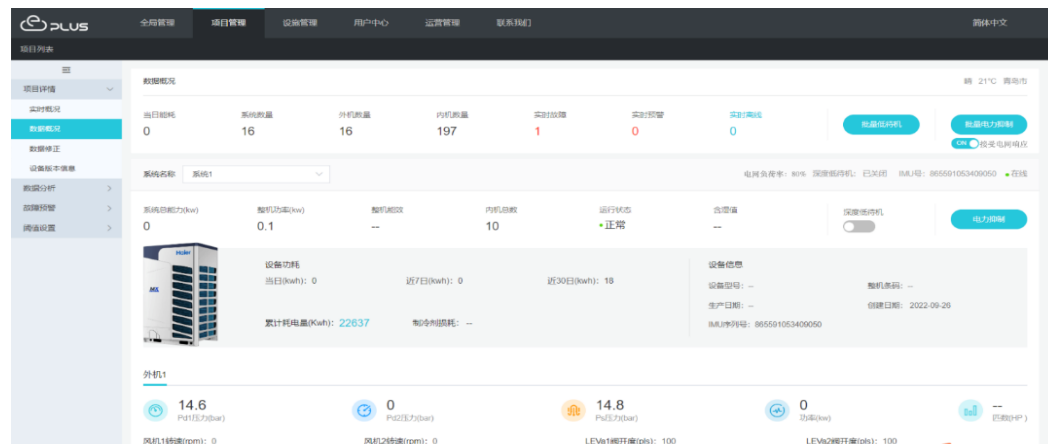 PLUS 全局管理 项目管理 设施管理 用户中心 运营管理 联系我们 简体中文
项目列表
项目详情
实时概况
数据概况
数据修正
设备版本信息
数据分析
故障预警
阈值设置
数据概况 晴 21°C 青岛市
当日能耗 系统数量 外机数量 内机数量 实时故障 实时预警 实时离线
0 16 16 197 1 0 0
批量低待机 批量电力抑制
ON 接受电网响应
系统名称: 系统1 电网负荷率: 80% 深度低待机: 已关闭 IMU号: 865591053409050 在线
系统总能力(kw) 整机功率(kw) 整机能效 内机总数 运行状态 含湿值 深度低待机
0 0.1 -- 10 正常 -- 电力抑制
Haier
MX
设备功耗
当日(kwh): 0 近7日(kwh): 0 近30日(kwh): 18
累计耗电量(Kwh): 22637 制冷剂损耗: --
设备信息
设备型号: -- 整机条码: --
生产日期: -- 创建日期: 2022-09-26
IMU序列号: 865591053409050
外机1
14.6 0 14.8 0 --
Pd1压力(bar) Pd2压力(bar) Ps压力(bar) 功率(kw) 匹数(HP)
风机1转速(rpm): 0 风机2转速(rpm): 0 LEVa1阀开度(pls): 100 LEVa2阀开度(pls): 100